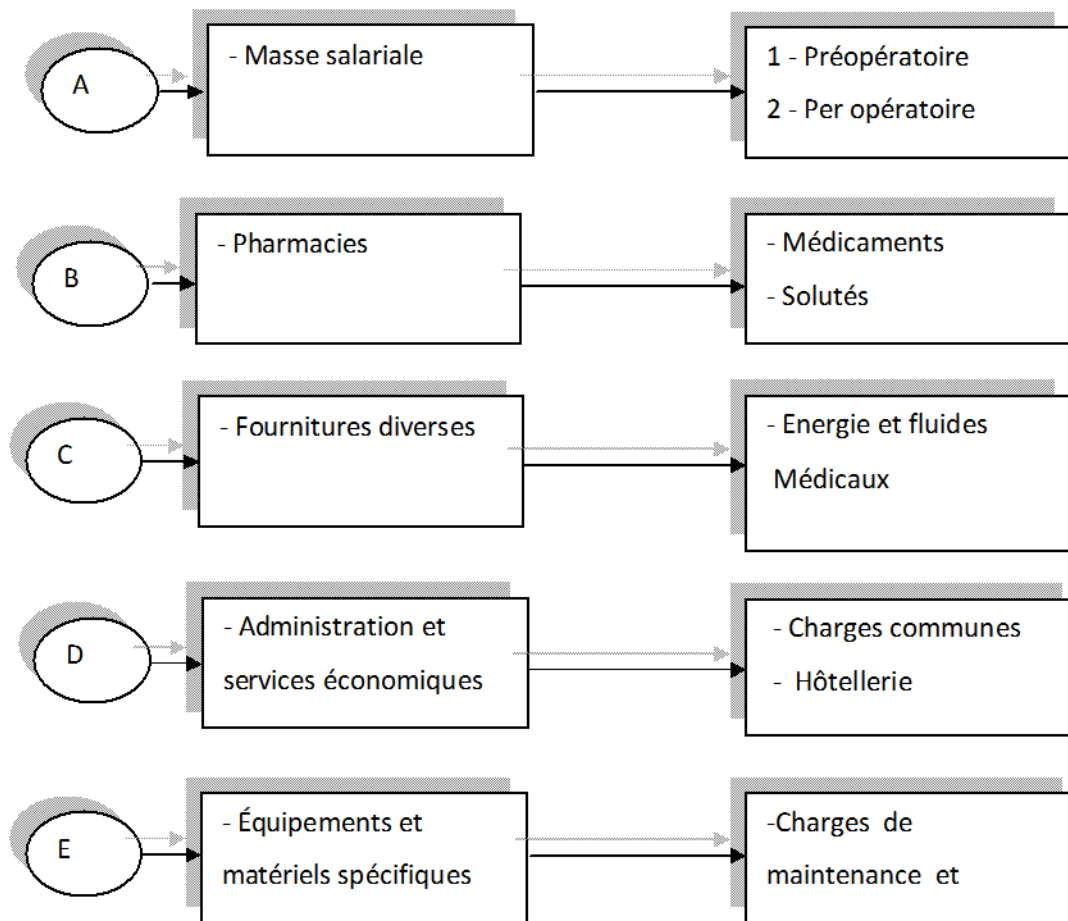 A
- Masse salariale
1 - Préopératoire
2 - Per opératoire
B
- Pharmacies
- Médicaments
- Solutés
C
- Fournitures diverses
- Energie et fluides
Médicaux
D
- Administration et
services économiques
- Charges communes
- Hôtellerie
E
- Équipements et
matériels spécifiques
-Charges de
maintenance et